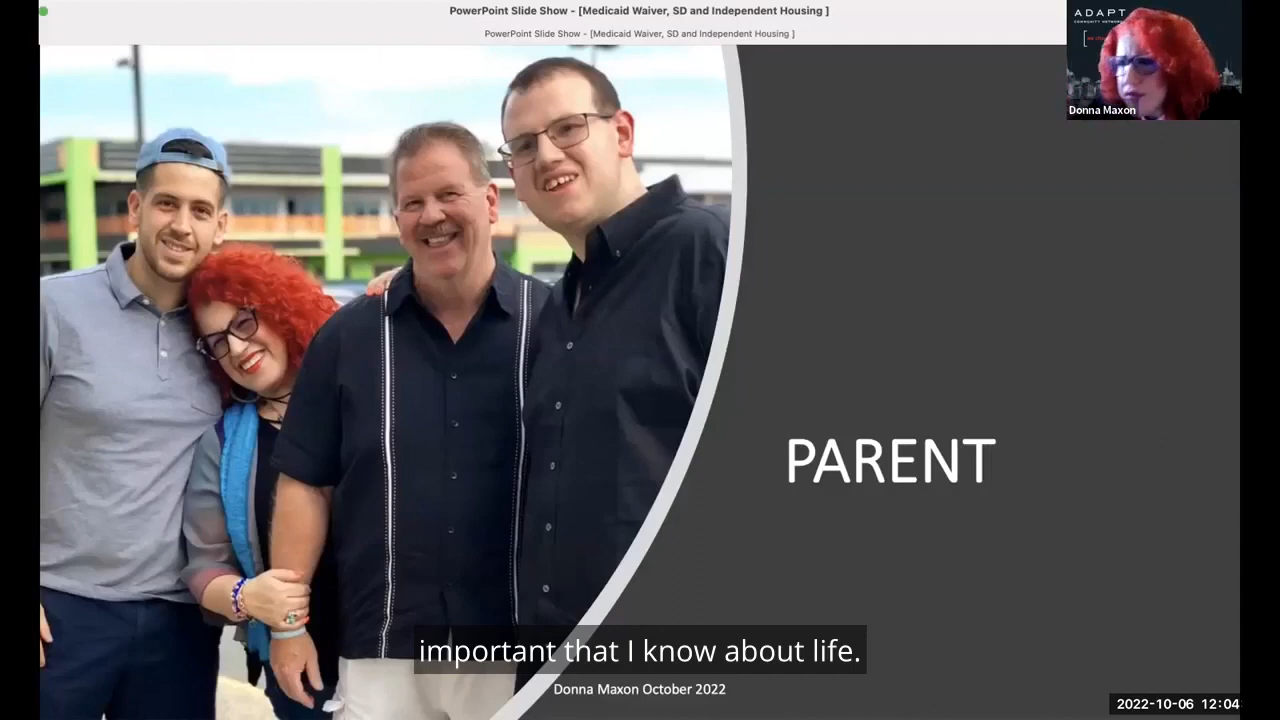 PowerPoint Slide Show - [Medicaid Waiver, SD and Independent Housing ]
PowerPoint Slide Show - [Medicaid Waiver, SD and Independent Housing ]
ADAPT
Donna Maxon
PARENT
important that I know about life.
Donna Maxon October 2022
2022-10-06 12:04